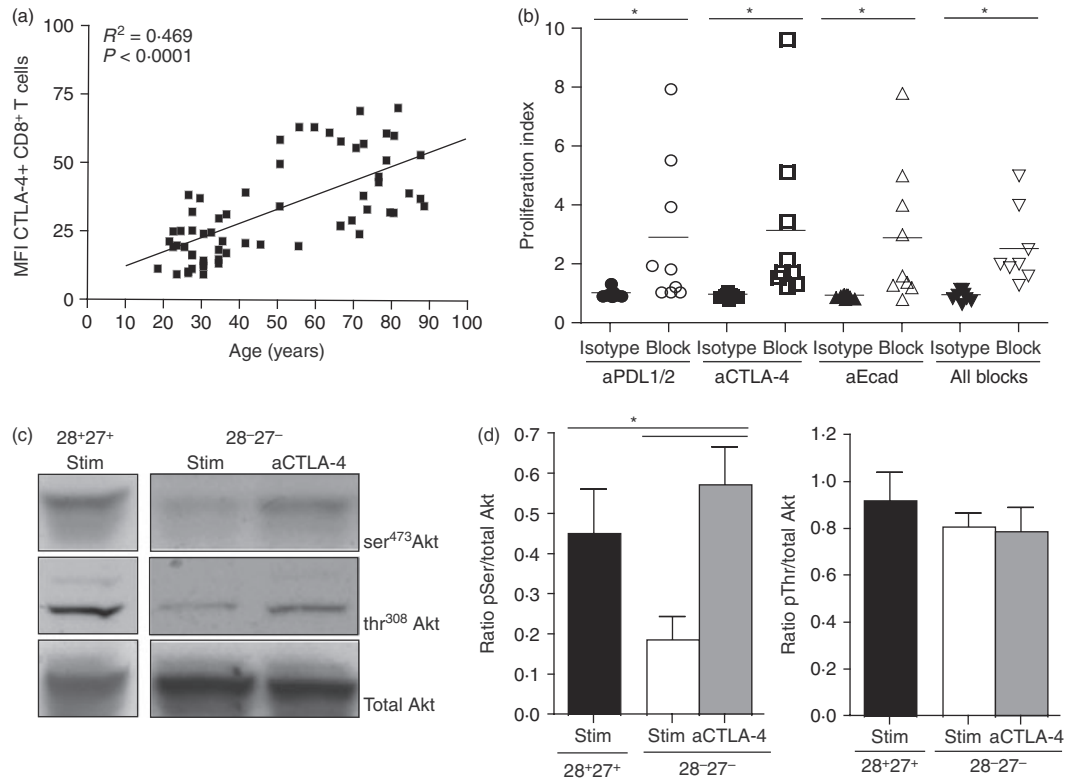 (a)
R² = 0·469
P < 0·0001
MFI CTLA-4+ CD8⁺ T cells
100
75
50
25
0
0 10 20 30 40 50 60 70 80 90 100
Age (years)
(b)
* * * *
Proliferation index
10
8
6
4
2
0
Isotype Block Isotype Block Isotype Block Isotype Block
aPDL1/2 aCTLA-4 aEcad All blocks
(c)
28⁺27⁺ 28⁻27⁻
Stim Stim aCTLA-4
ser⁴⁷³Akt
thr³⁰⁸ Akt
Total Akt
(d)
*
Ratio pSer/total Akt
0·7
0·6
0·5
0·4
0·3
0·2
0·1
0·0
Stim Stim aCTLA-4
28⁺27⁺ 28⁻27⁻
Ratio pThr/total Akt
1·2
1·0
0·8
0·6
0·4
0·2
0·0
Stim Stim aCTLA-4
28⁺27⁺ 28⁻27⁻